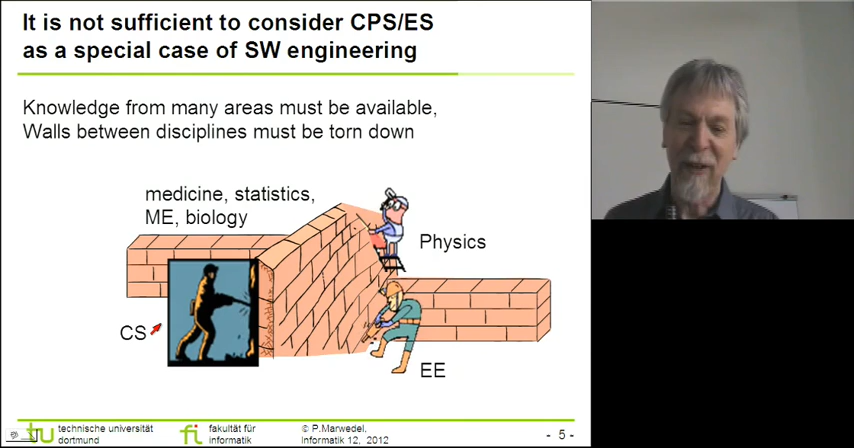 It is not sufficient to consider CPS/ES
as a special case of SW engineering
Knowledge from many areas must be available,
Walls between disciplines must be torn down
medicine, statistics,
ME, biology
Physics
CS
EE
tu technische universität
dortmund
fi fakultät für
informatik
© P.Marwedel,
Informatik 12, 2012
- 5 -